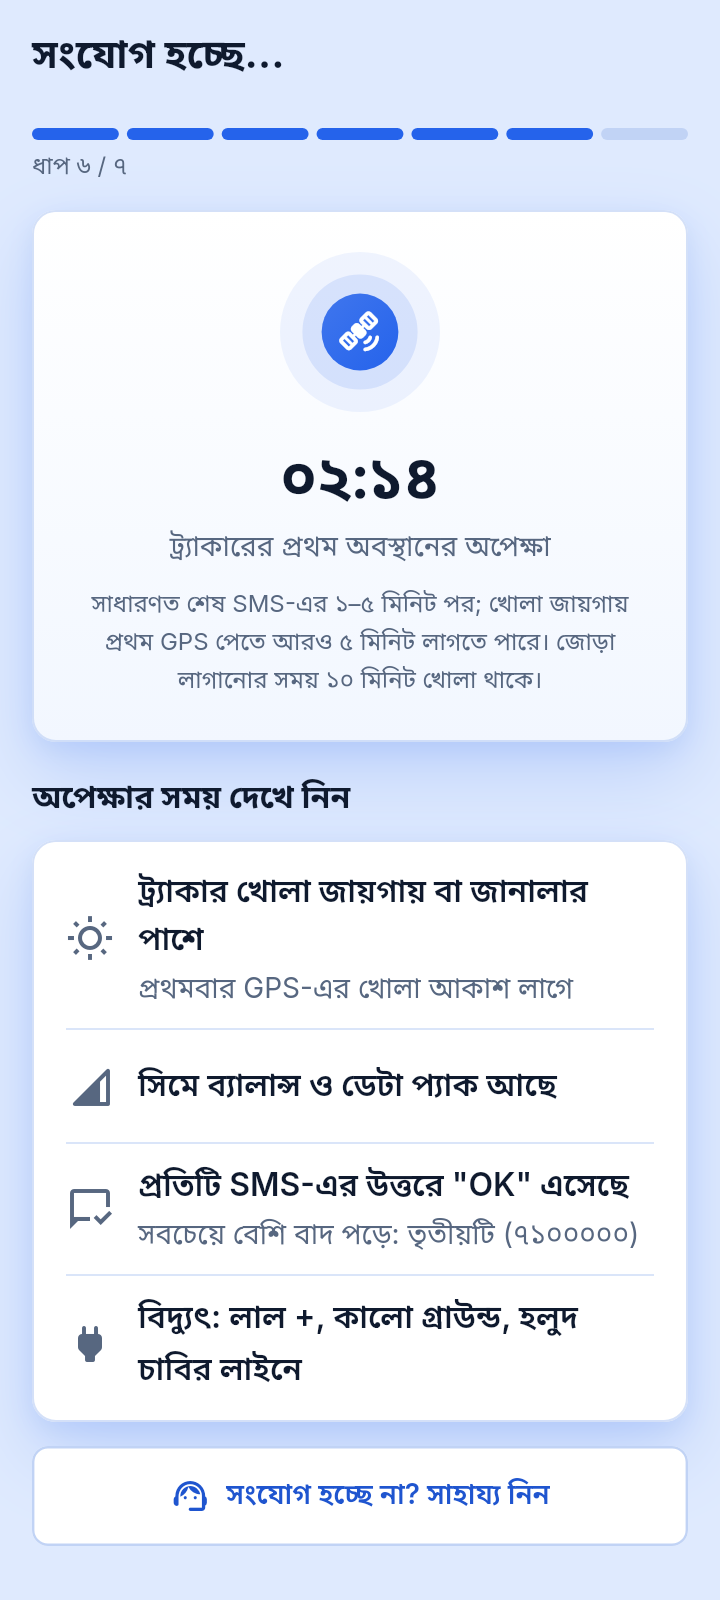 সংযোগ হচ্ছে...
ধাপ ৬ / ৭
০২:১৪
ট্র্যাকারের প্রথম অবস্থানের অপেক্ষা
সাধারণত শেষ SMS-এর ১–৫ মিনিট পর; খোলা জায়গায়
প্রথম GPS পেতে আরও ৫ মিনিট লাগতে পারে। জোড়া
লাগানোর সময় ১০ মিনিট খোলা থাকে।
অপেক্ষার সময় দেখে নিন
ট্র্যাকার খোলা জায়গায় বা জানালার
পাশে
প্রথমবার GPS-এর খোলা আকাশ লাগে
সিমে ব্যালান্স ও ডেটা প্যাক আছে
প্রতিটি SMS-এর উত্তরে "OK" এসেছে
সবচেয়ে বেশি বাদ পড়ে: তৃতীয়টি (৭১০০০০০)
বিদ্যুৎ: লাল +, কালো গ্রাউন্ড, হলুদ
চাবির লাইনে
সংযোগ হচ্ছে না? সাহায্য নিন